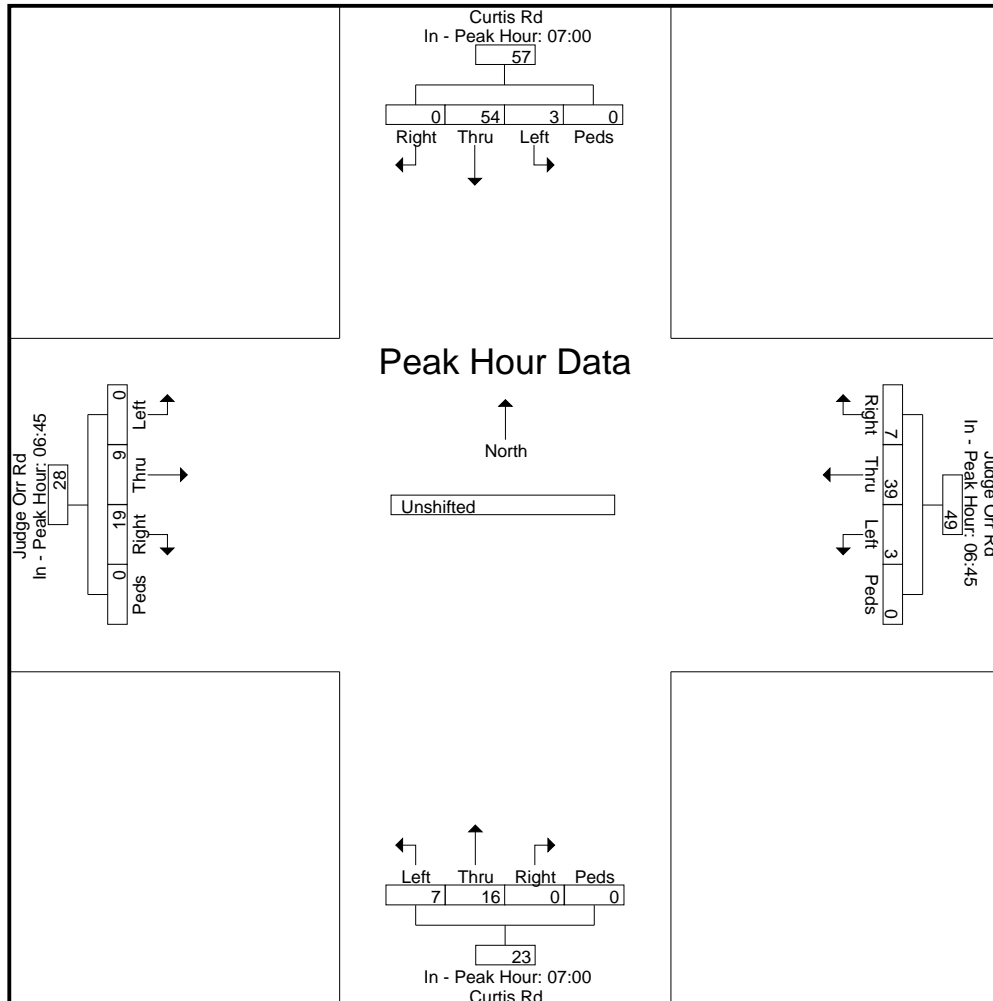 Curtis Rd
In - Peak Hour: 07:00
57
0 54 3 0
Right Thru Left Peds
Peak Hour Data
North
Unshifted
Judge Orr Rd
In - Peak Hour: 06:45
28
0 9 19 0
Left Thru Right Peds
Judge Orr Rd
In - Peak Hour: 06:45
49
7 39 3 0
Right Thru Left Peds
Left Thru Right Peds
7 16 0 0
23
In - Peak Hour: 07:00
Curtis Rd